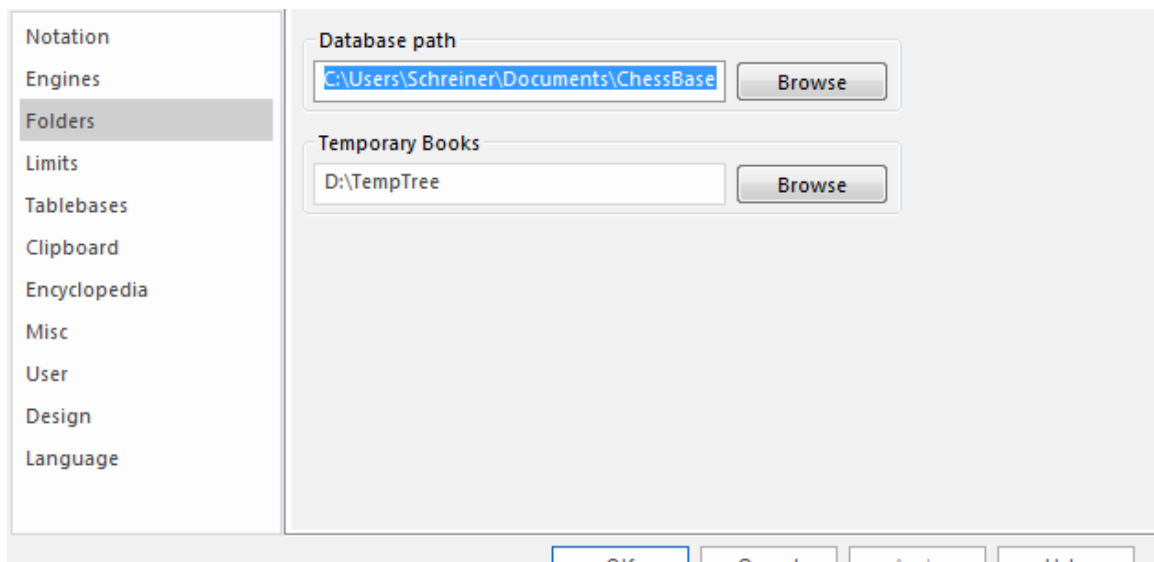 Notation
Engines
Folders
Limits
Tablebases
Clipboard
Encyclopedia
Misc
User
Design
Language
Database path
C:\Users\Schreiner\Documents\ChessBase
Browse
Temporary Books
D:\TempTree
Browse